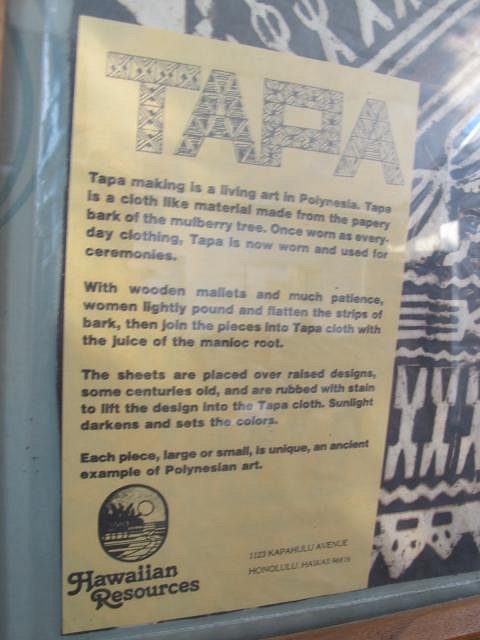 TAPA
Tapa making is a living art in Polynesia. Tapa
is a cloth like material made from the papery
bark of the mulberry tree. Once worn as every-
day clothing, Tapa is now worn and used for
ceremonies.
With wooden mallets and much patience,
women lightly pound and flatten the strips of
bark, then join the pieces into Tapa cloth with
the juice of the manioc root.
The sheets are placed over raised designs,
some centuries old, and are rubbed with stain
to lift the design into the Tapa cloth. Sunlight
darkens and sets the colors.
Each piece, large or small, is unique, an ancient
example of Polynesian art.
Hawaiian
Resources
1123 KAPAHULU AVENUE
HONOLULU, HAWAII